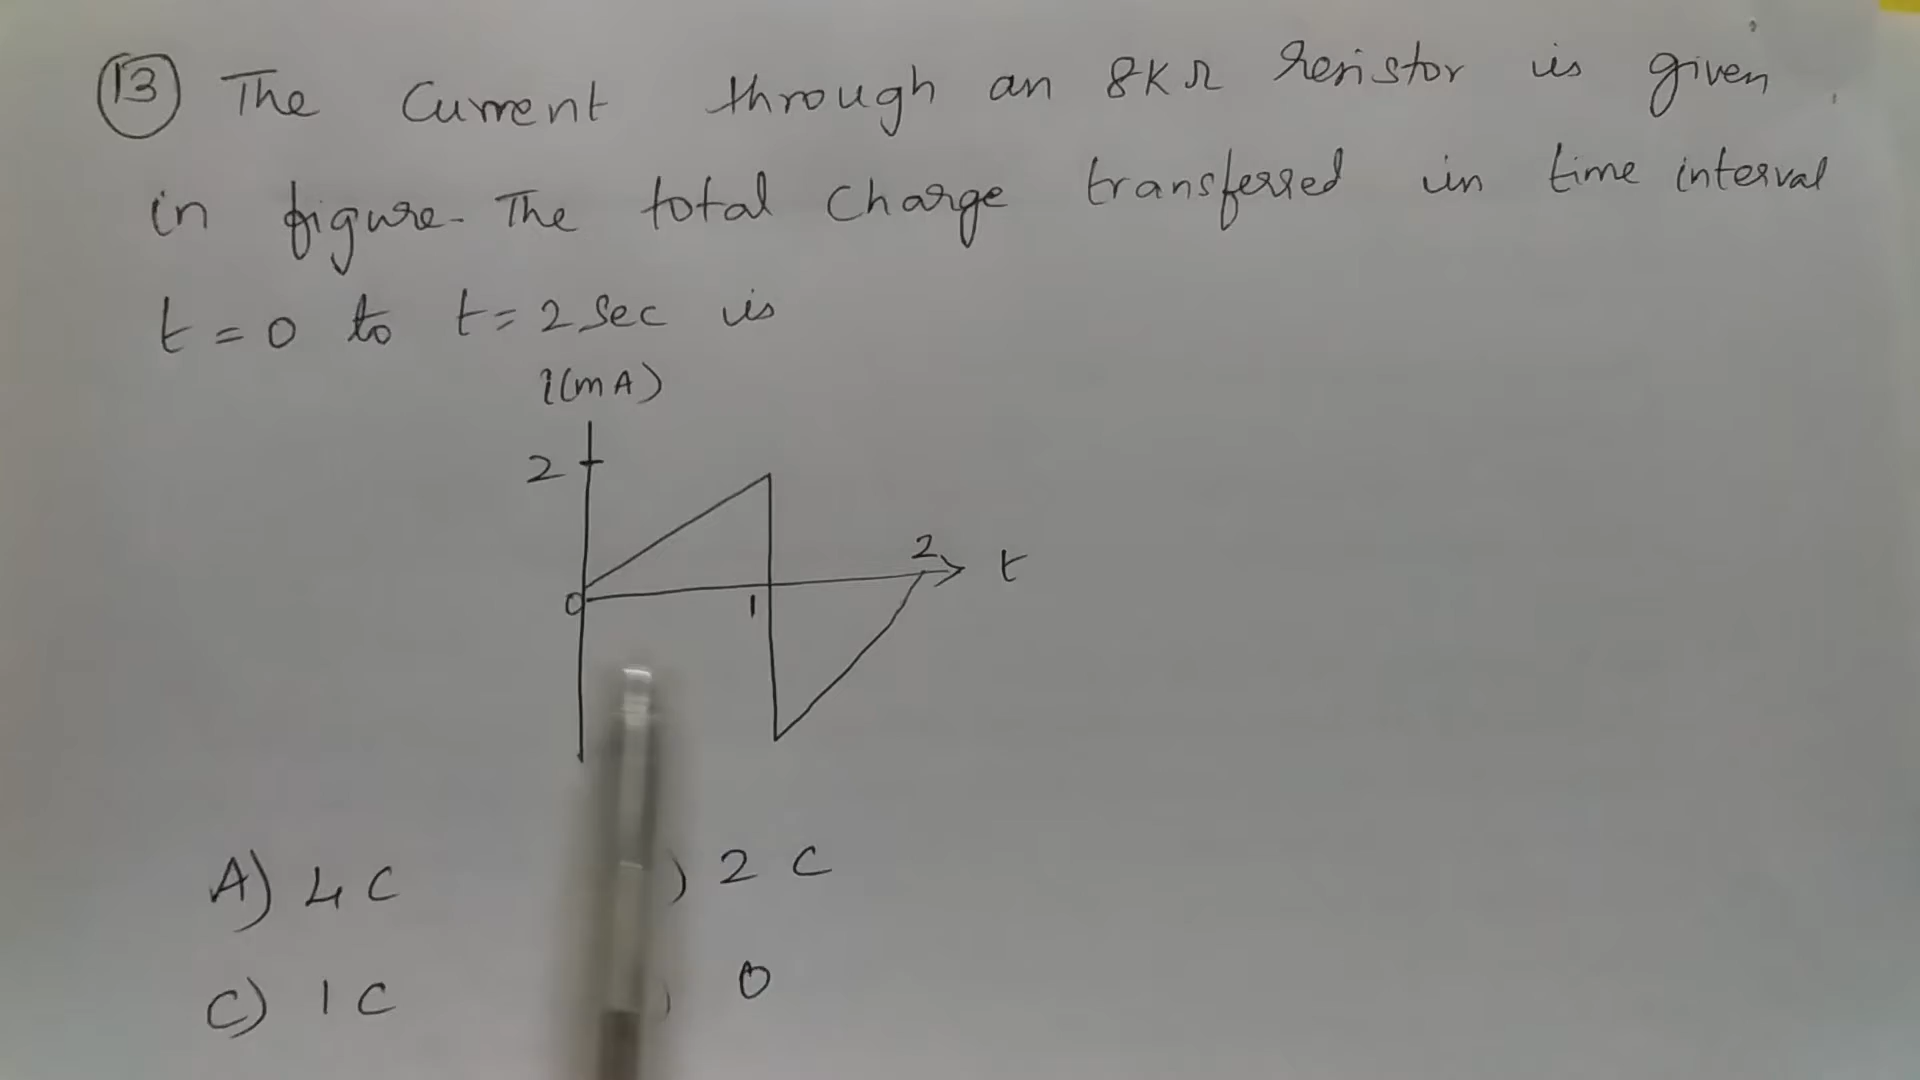 13 The Current through an 8KΩ resistor is given
in figure. The total charge transferred in time interval
t = 0 to t = 2 Sec is
i(mA)
2
2
t
0
1
A) 4 C
) 2 C
C) 1 C
) 0